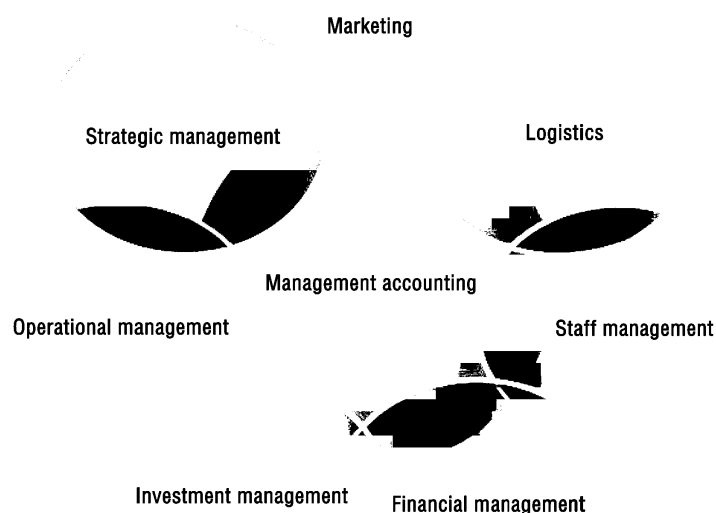 Marketing
Strategic management
Logistics
Management accounting
Operational management
Staff management
Investment management
Financial management